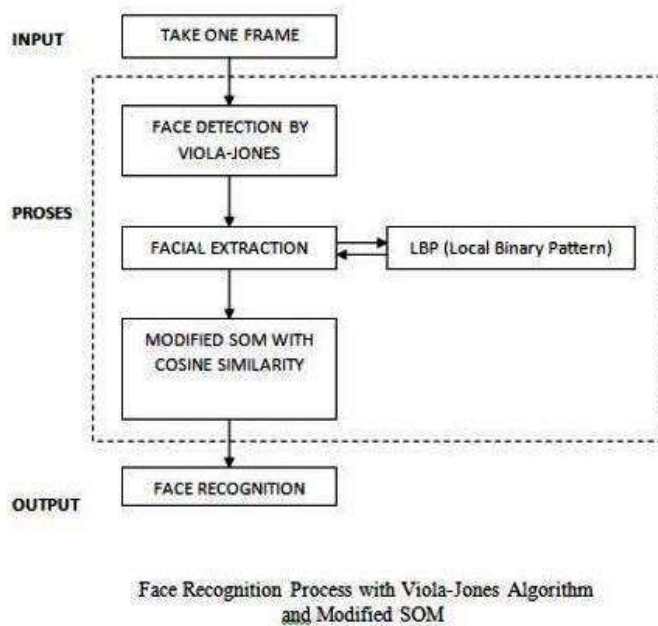 INPUT
TAKE ONE FRAME
FACE DETECTION BY
VIOLA-JONES
PROSES
FACIAL EXTRACTION
LBP (Local Binary Pattern)
MODIFIED SOM WITH
COSINE SIMILARITY
FACE RECOGNITION
OUTPUT
Face Recognition Process with Viola-Jones Algorithm
and Modified SOM